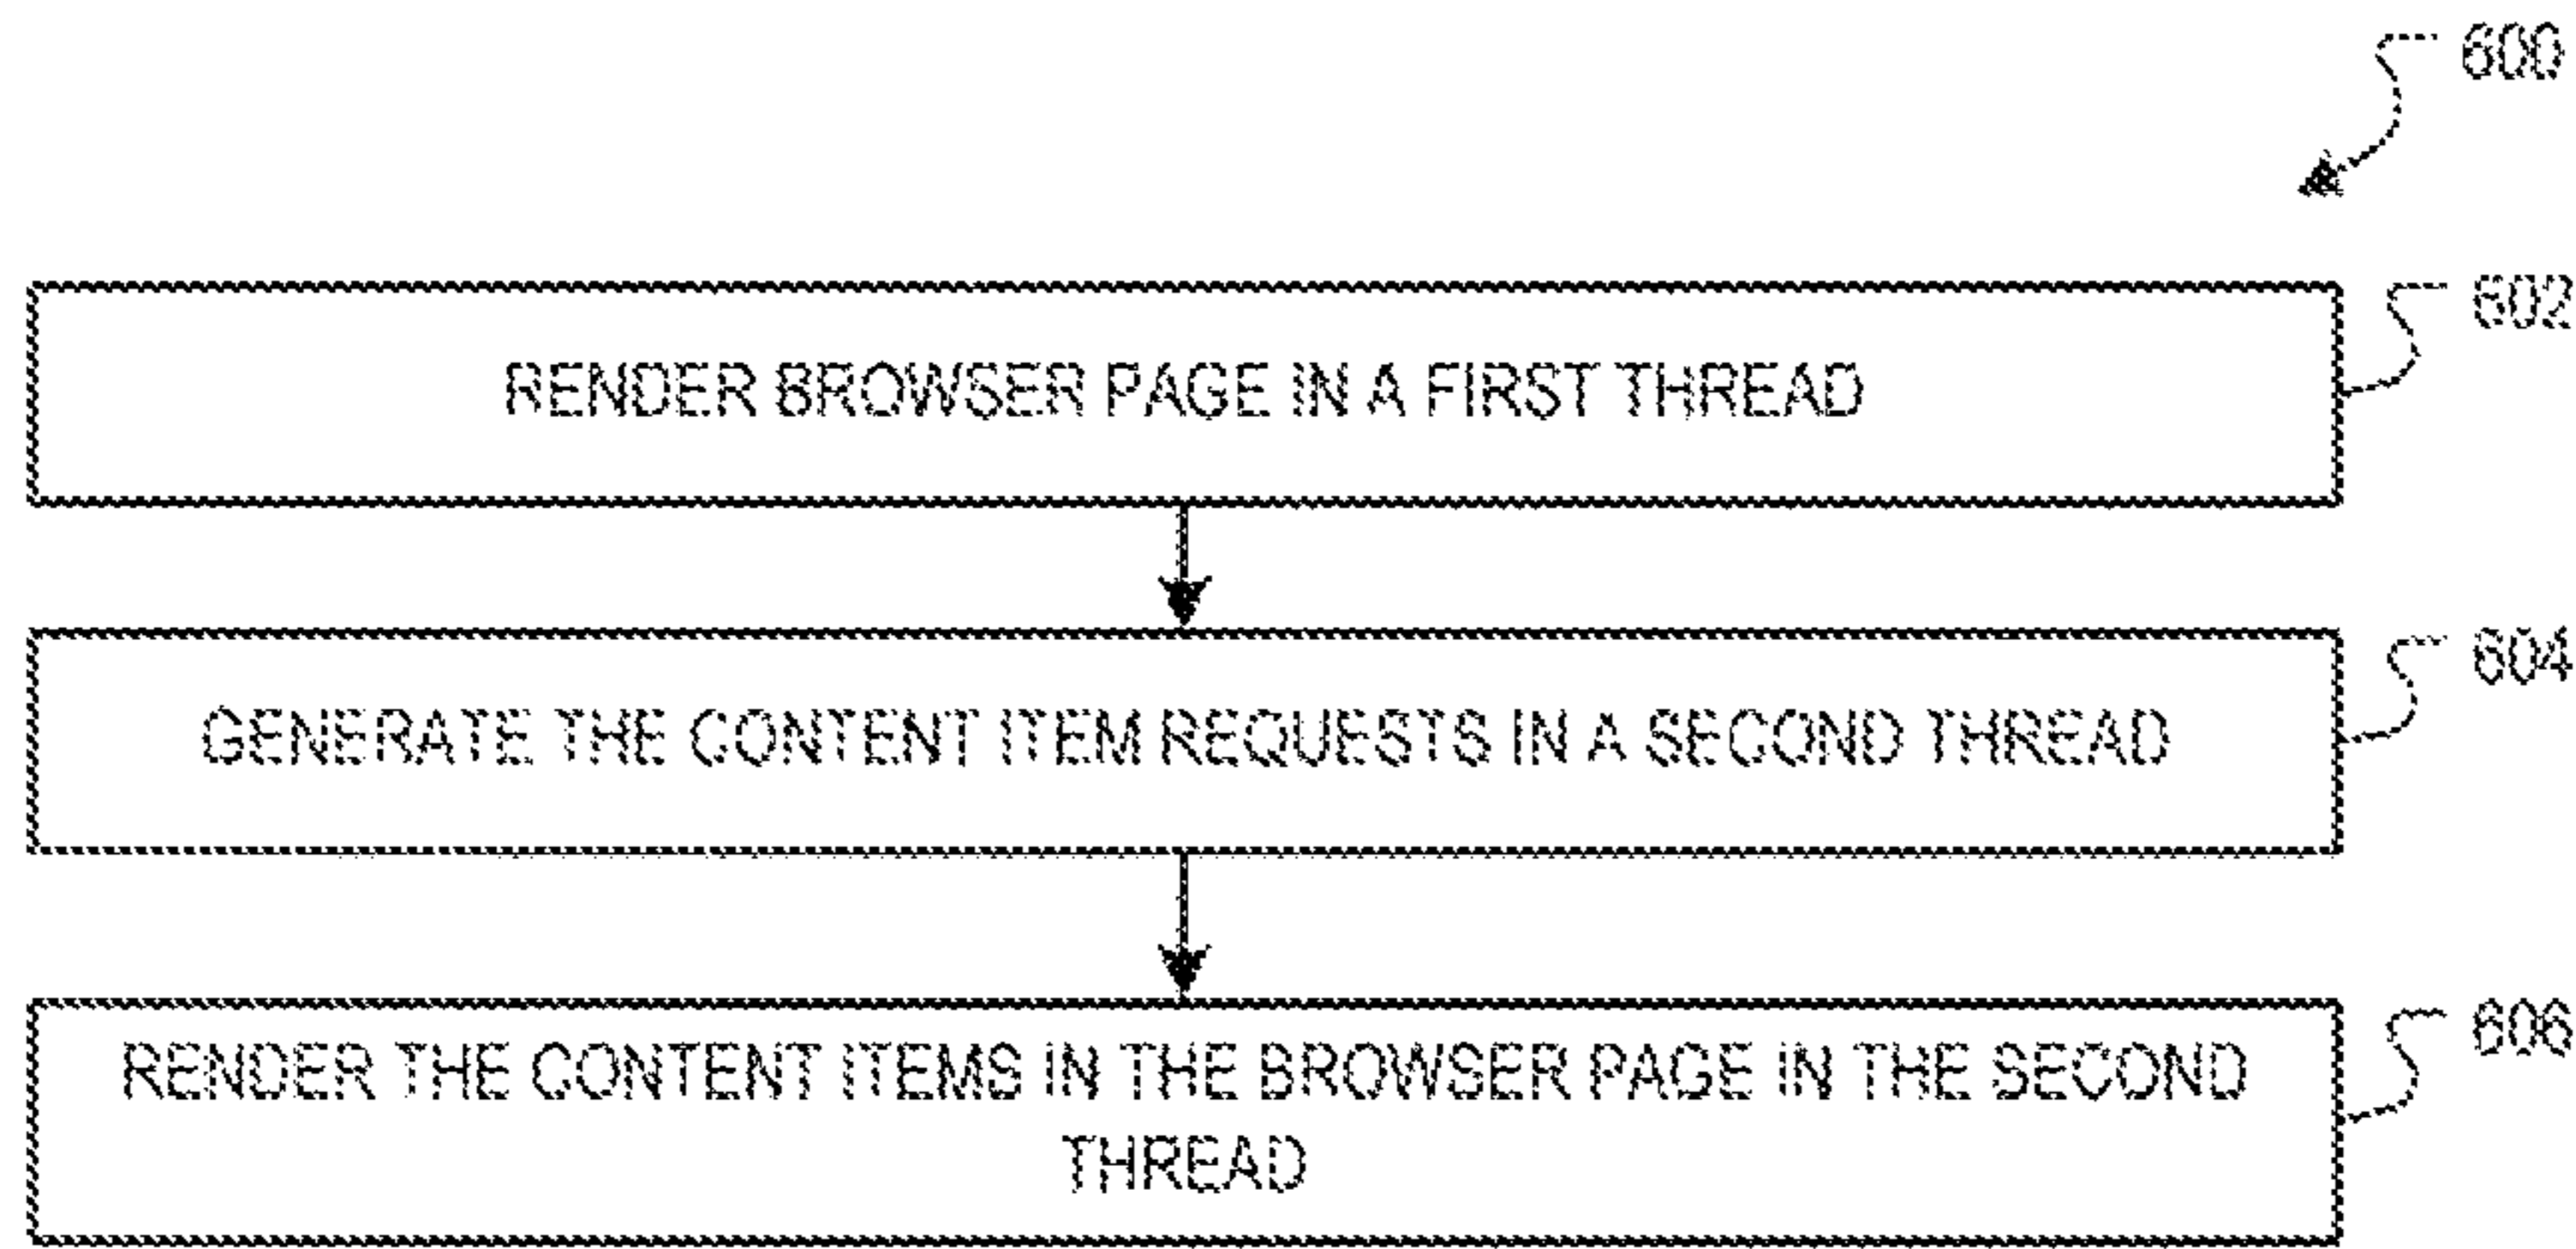 600
602
RENDER BROWSER PAGE IN A FIRST THREAD
604
GENERATE THE CONTENT ITEM REQUESTS IN A SECOND THREAD
606
RENDER THE CONTENT ITEMS IN THE BROWSER PAGE IN THE SECOND
THREAD